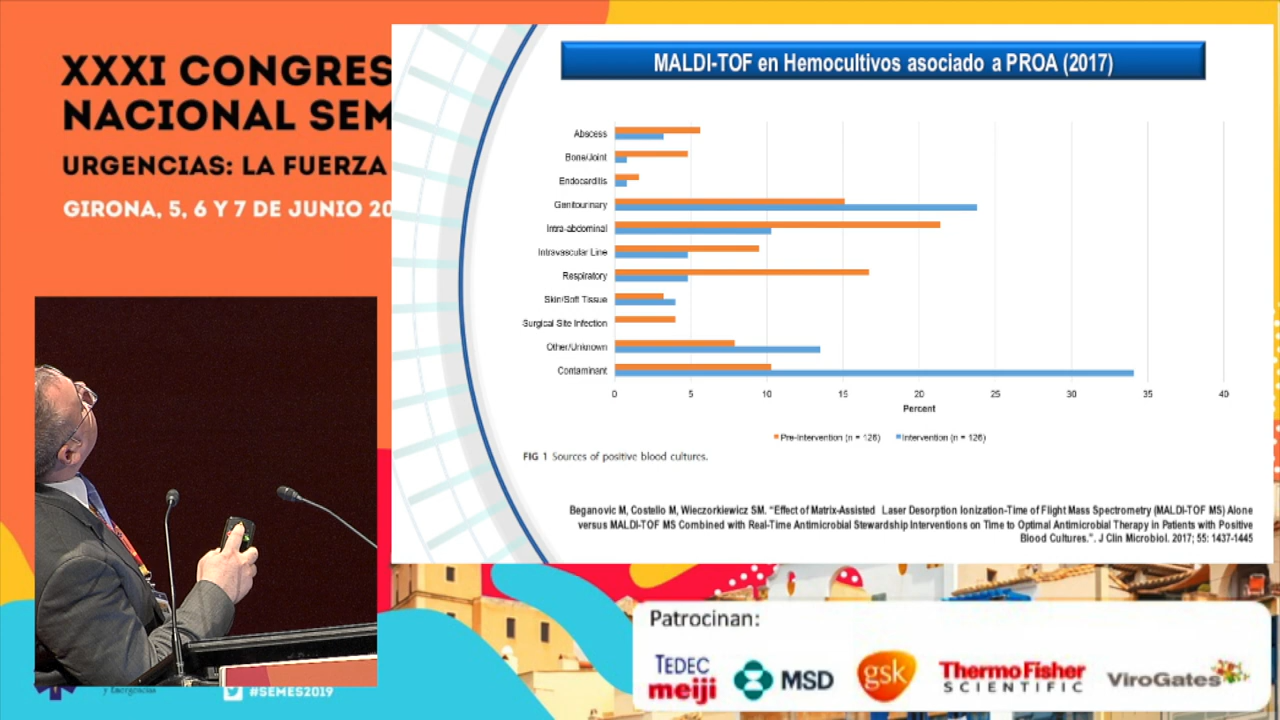 XXXI CONGRES
NACIONAL SEM
URGENCIAS: LA FUERZA
GIRONA, 5, 6 Y 7 DE JUNIO 20
MALDI-TOF en Hemocultivos asociado a PROA (2017)
Abscess
Bone/Joint
Endocarditis
Genitourinary
Intra-abdominal
Intravascular Line
Respiratory
Skin/Soft Tissue
Surgical Site Infection
Other/Unknown
Contaminant
0 5 10 15 20 25 30 35 40
Percent
Pre-Intervention (n = 126) Intervention (n = 126)
FIG 1 Sources of positive blood cultures.
Beganovic M, Costello M, Wieczorkiewicz SM. “Effect of Matrix-Assisted Laser Desorption Ionization-Time of Flight Mass Spectrometry (MALDI-TOF MS) Alone
versus MALDI-TOF MS Combined with Real-Time Antimicrobial Stewardship Interventions on Time to Optimal Antimicrobial Therapy in Patients with Positive
Blood Cultures.”. J Clin Microbiol. 2017; 55: 1437-1445
Patrocinan:
TEDEC
meiji
MSD
gsk
ThermoFisher
SCIENTIFIC
ViroGates
y Emergencias
#SEMES2019